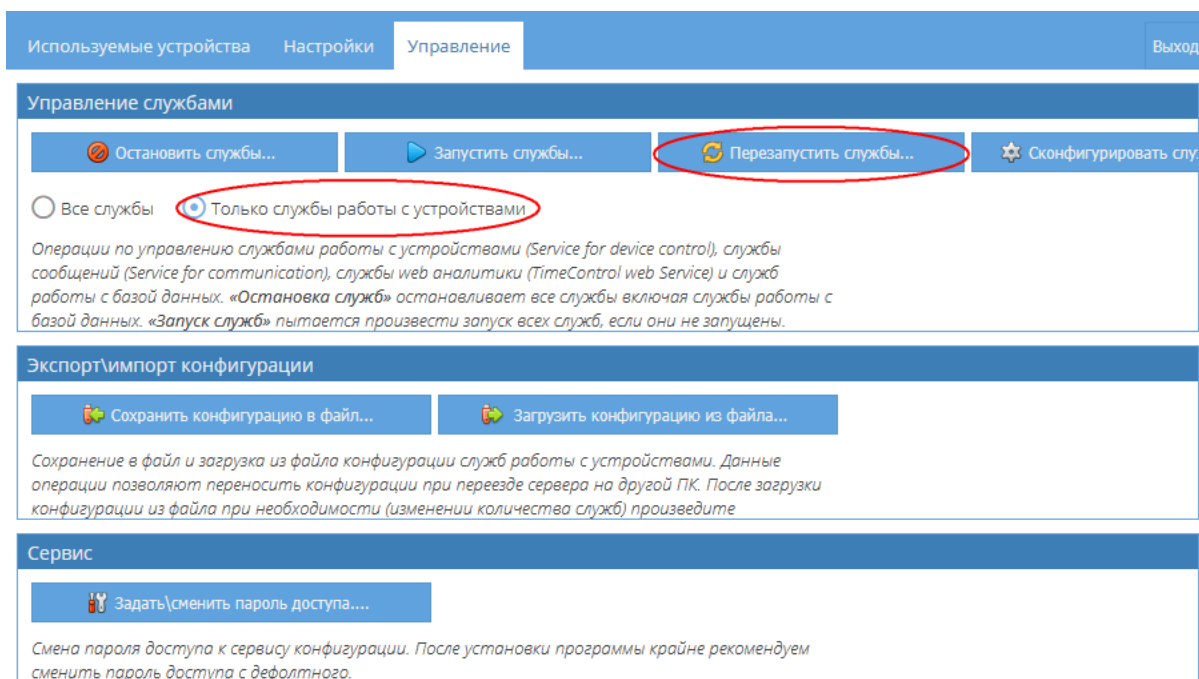 Используемые устройства Настройки Управление Выход
Управление службами
Остановить службы... Запустить службы... Перезапустить службы... Сконфигурировать слу
Все службы Только службы работы с устройствами
Операции по управлению службами работы с устройствами (Service for device control), службы
сообщений (Service for communication), службы web аналитики (TimeControl web Service) и служб
работы с базой данных. «Остановка служб» останавливает все службы включая службы работы с
базой данных. «Запуск служб» пытается произвести запуск всех служб, если они не запущены.
Экспорт\импорт конфигурации
Сохранить конфигурацию в файл... Загрузить конфигурацию из файла...
Сохранение в файл и загрузка из файла конфигурации служб работы с устройствами. Данные
операции позволяют переносить конфигурации при переезде сервера на другой ПК. После загрузки
конфигурации из файла при необходимости (изменении количества служб) произведите
Сервис
Задать\сменить пароль доступа....
Смена пароля доступа к сервису конфигурации. После установки программы крайне рекомендуем
сменить пароль доступа с дефолтного.